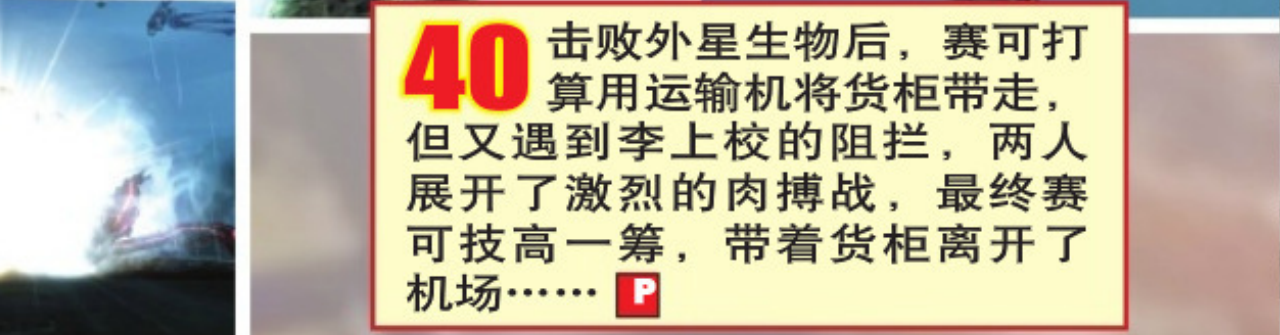 40 击败外星生物后，赛可打
算用运输机将货柜带走，
但又遇到李上校的阻拦，两人
展开了激烈的肉搏战，最终赛
可技高一筹，带着货柜离开了
机场…… P